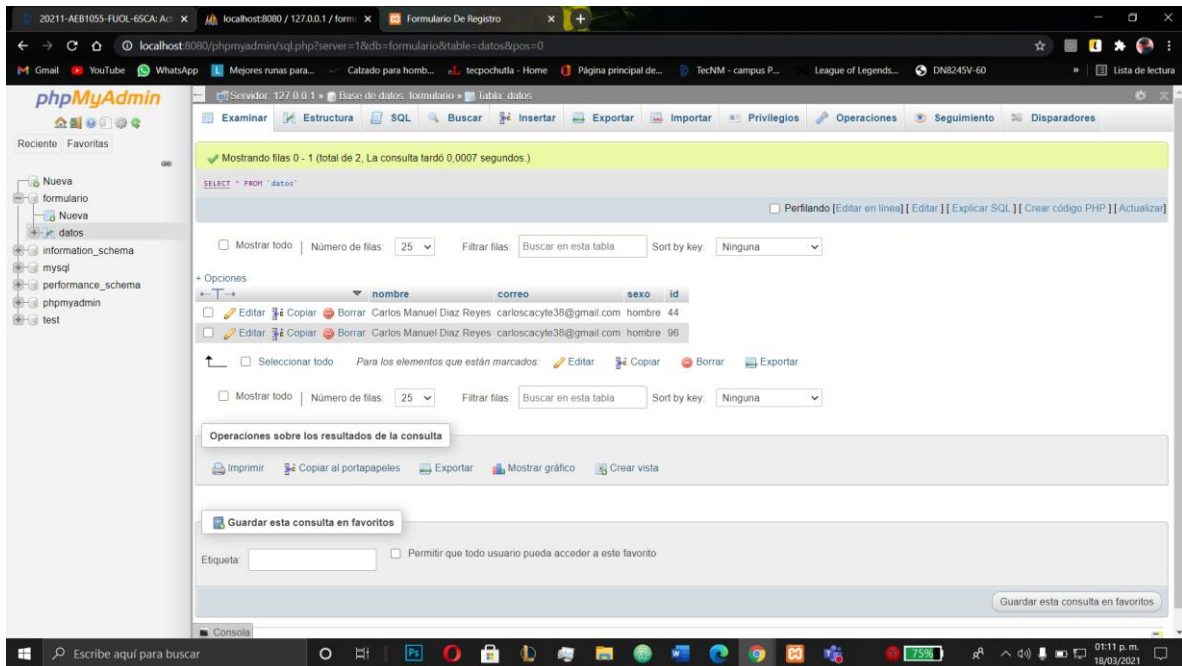 20211-AEB1055-FUOL-6SCA: Act
localhost:8080 / 127.0.0.1 / form
Formulario De Registro
localhost:8080/phpmyadmin/sql.php?server=1&db=formulario&table=datos&pos=0
Gmail YouTube WhatsApp Mejores runas para... Calzado para homb... tecpochutla - Home Página principal de... TecNM - campus P... League of Legends... DN8245V-60 » Lista de lectura
phpMyAdmin
Reciente Favoritas
Nueva
formulario
Nueva
datos
information_schema
mysql
performance_schema
phpmyadmin
test
Servidor: 127.0.0.1 » Base de datos: formulario » Tabla: datos
Examinar Estructura SQL Buscar Insertar Exportar Importar Privilegios Operaciones Seguimiento Disparadores
Mostrando filas 0 - 1 (total de 2, La consulta tardó 0,0007 segundos.)
SELECT * FROM `datos`
Perfilando [Editar en línea] [ Editar ] [ Explicar SQL ] [ Crear código PHP ] [ Actualizar]
Mostrar todo | Número de filas: 25 Filtrar filas: Buscar en esta tabla Sort by key: Ninguna
+ Opciones
←T→ nombre correo sexo id
Editar Copiar Borrar Carlos Manuel Diaz Reyes carloscacyte38@gmail.com hombre 44
Editar Copiar Borrar Carlos Manuel Diaz Reyes carloscacyte38@gmail.com hombre 96
Seleccionar todo Para los elementos que están marcados: Editar Copiar Borrar Exportar
Mostrar todo | Número de filas: 25 Filtrar filas: Buscar en esta tabla Sort by key: Ninguna
Operaciones sobre los resultados de la consulta
Imprimir Copiar al portapapeles Exportar Mostrar gráfico Crear vista
Guardar esta consulta en favoritos
Etiqueta: Permitir que todo usuario pueda acceder a este favorito
Guardar esta consulta en favoritos
Consola
Escribe aquí para buscar
75%
01:11 p. m.
18/03/2021